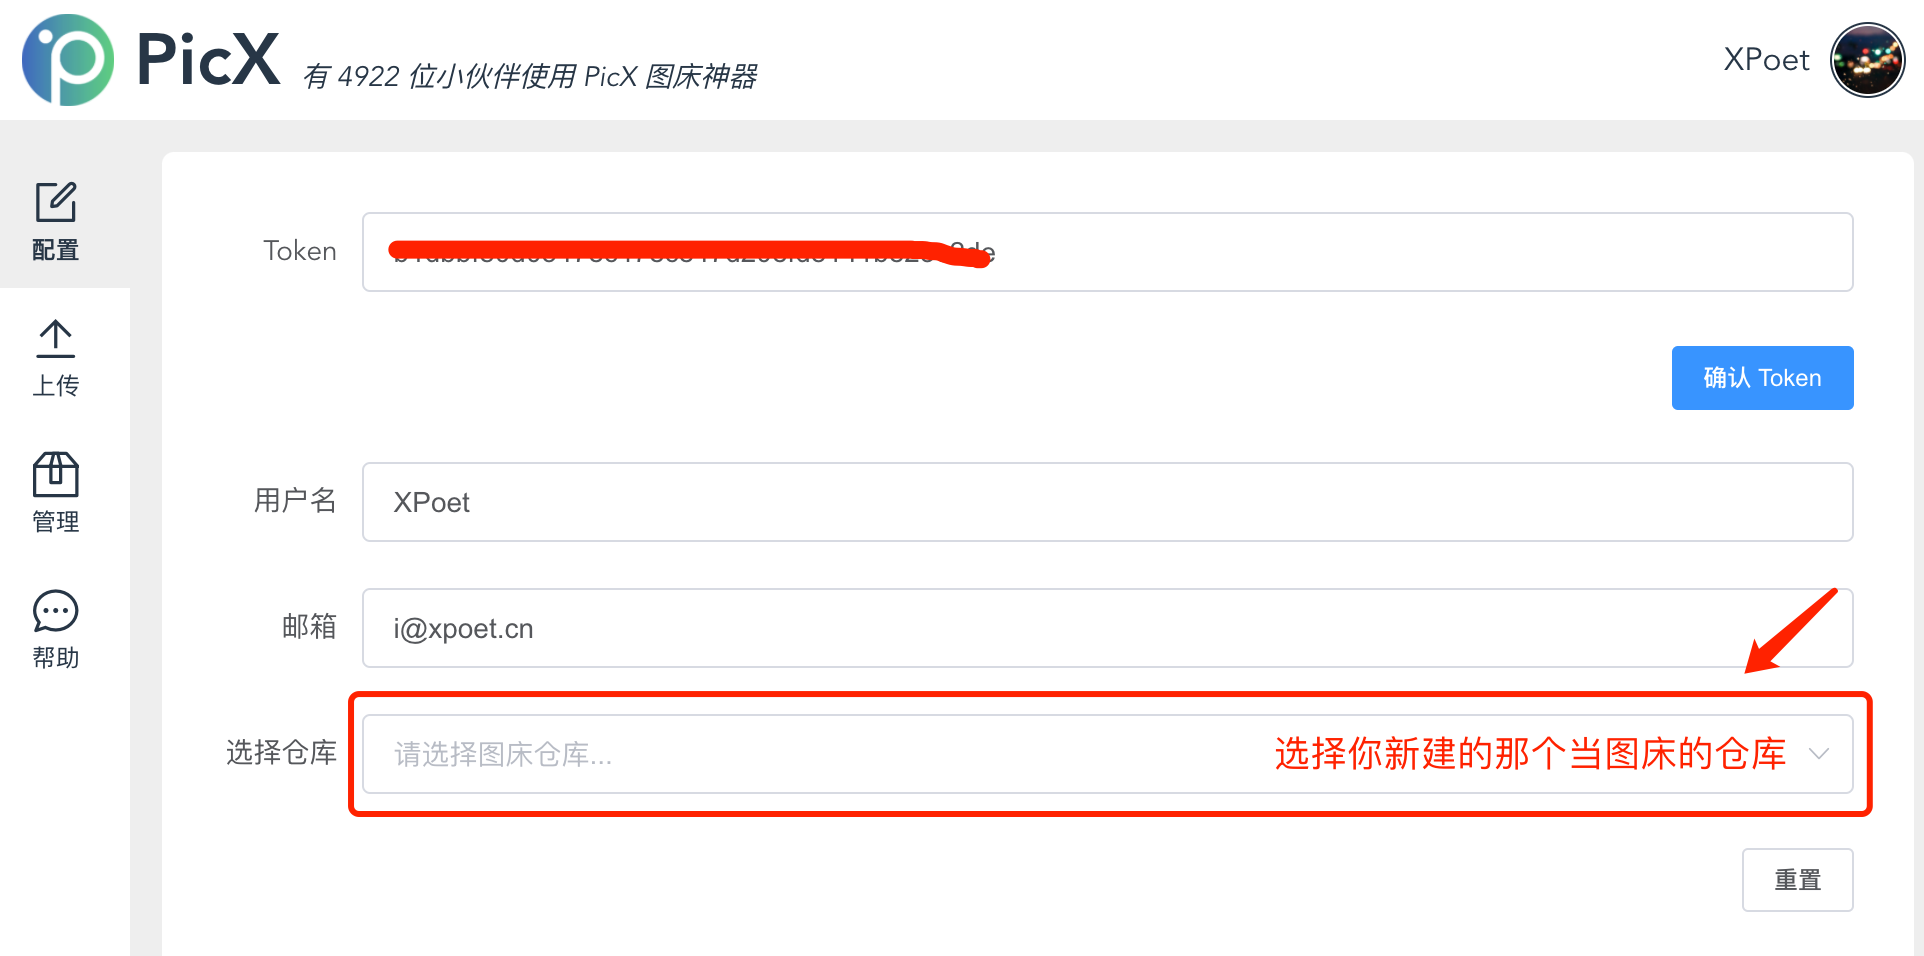 PicX
有 4922 位小伙伴使用 PicX 图床神器
XPoet
配置
上传
管理
帮助
Token
确认 Token
用户名
XPoet
邮箱
i@xpoet.cn
选择仓库
请选择图床仓库...
选择你新建的那个当图床的仓库
重置